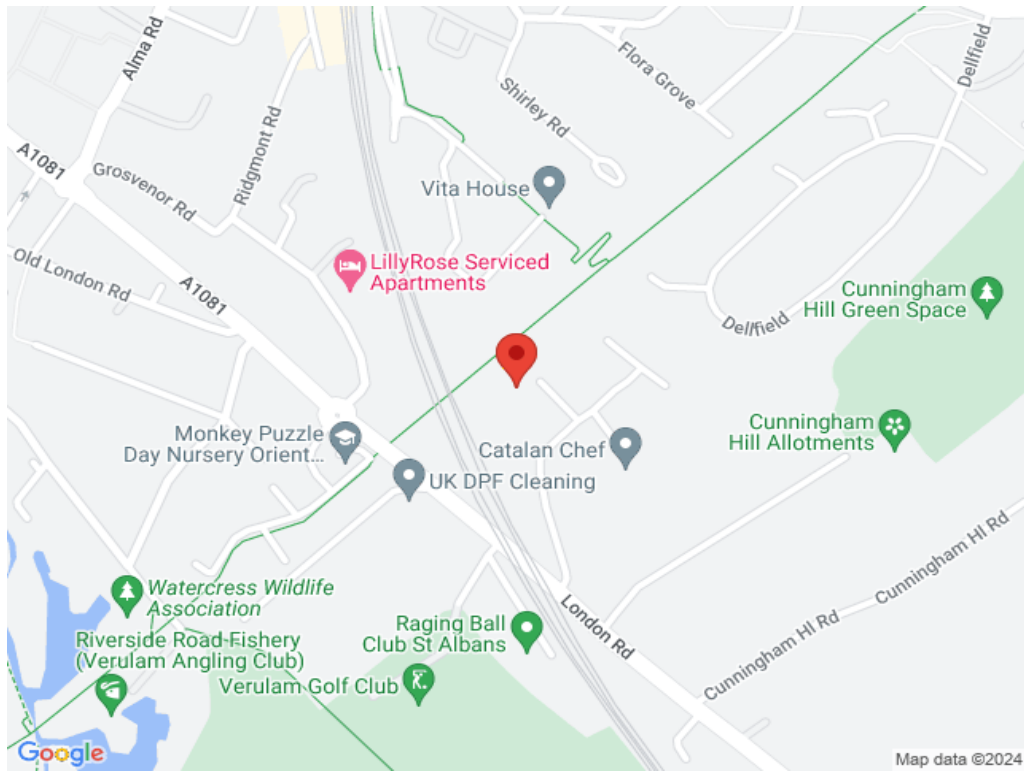 Alma Rd
Dellfield
Flora Grove
Shirley Rd
Ridgmont Rd
A1081
Grosvenor Rd
Vita House
Old London Rd
A1081
LillyRose Serviced
Apartments
Cunningham
Hill Green Space
Dellfield
Cunningham
Hill Allotments
Monkey Puzzle
Day Nursery Orient...
Catalan Chef
UK DPF Cleaning
Cunningham Hl Rd
Watercress Wildlife
Association
London Rd
Raging Ball
Club St Albans
Cunningham Hl Rd
Riverside Road Fishery
(Verulam Angling Club)
Verulam Golf Club
Google
Map data ©2024